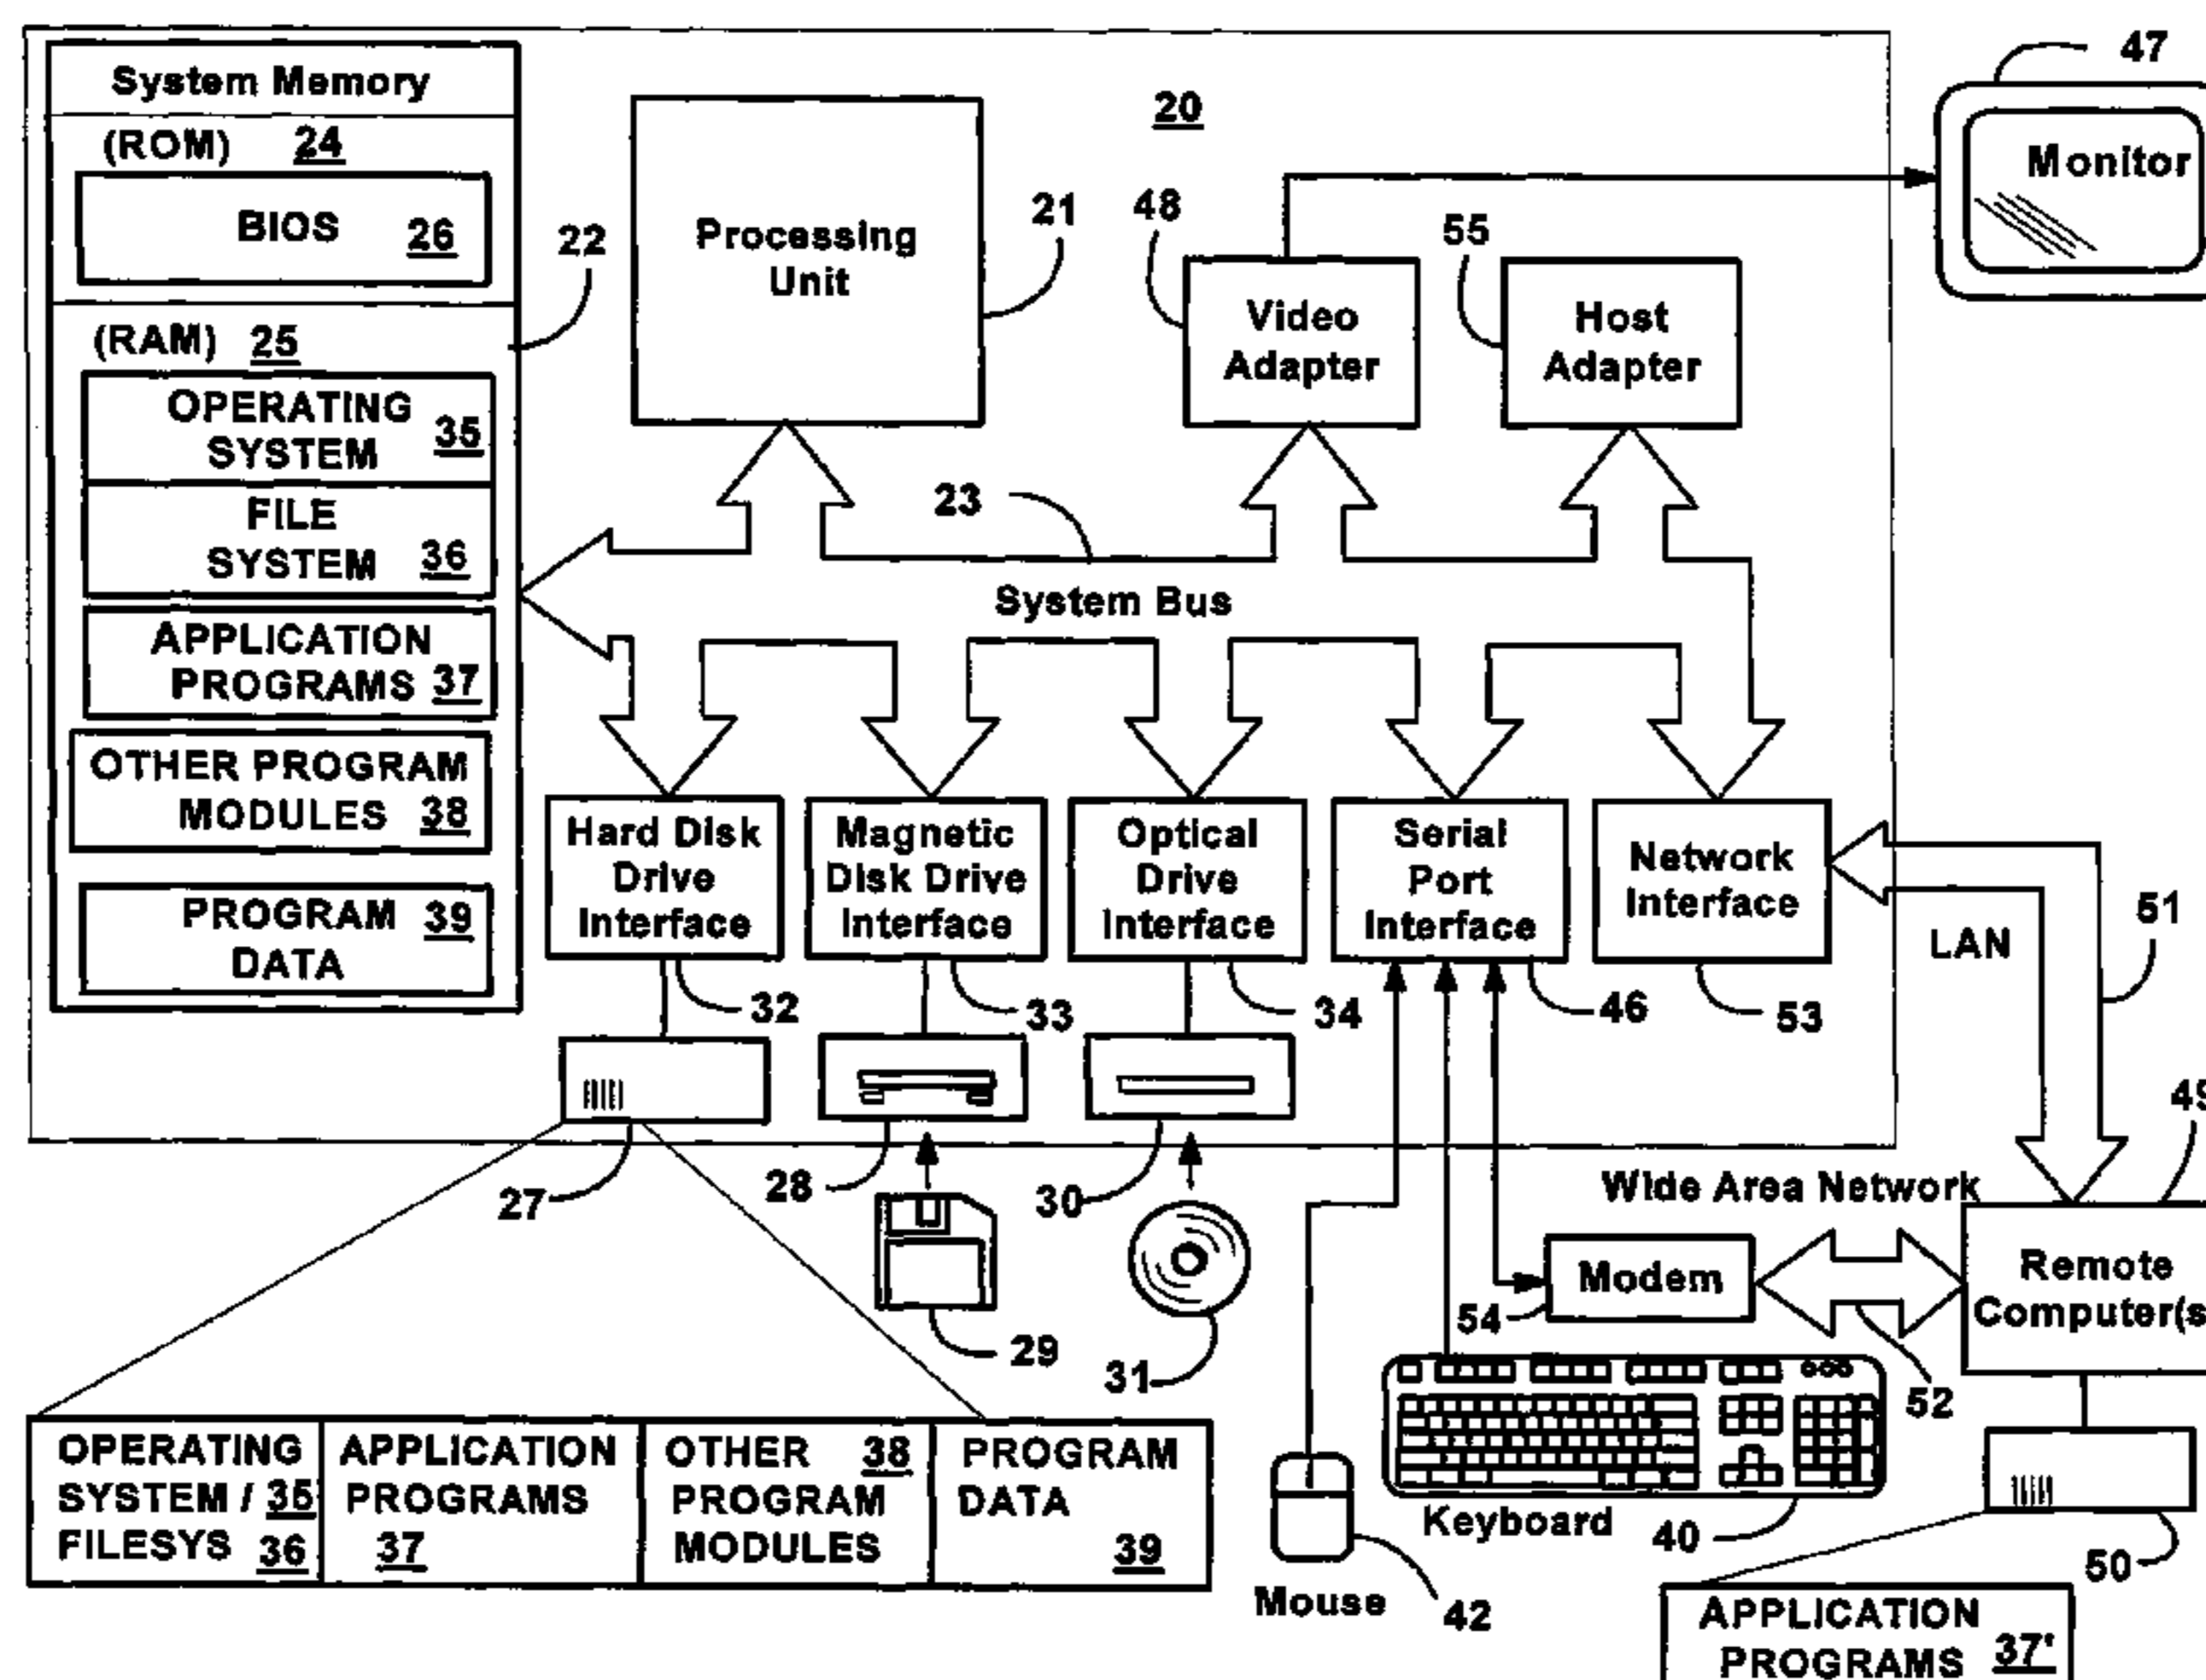 System Memory
(ROM) 24
BIOS 26
22
(RAM) 25
OPERATING
SYSTEM 35
FILE
SYSTEM 36
APPLICATION
PROGRAMS 37
OTHER PROGRAM
MODULES 38
PROGRAM 39
DATA
Processing
Unit
21
20
48
Video
Adapter
55
Host
Adapter
47
Monitor
23
System Bus
Hard Disk
Drive
Interface
32
Magnetic
Disk Drive
Interface
33
Optical
Drive
Interface
34
Serial
Port
Interface
46
Network
Interface
53
LAN
51
27
28
29
30
31
Wide Area Network
49
Modem
54
52
Remote
Computer(s
50
Keyboard
40
Mouse
42
OPERATING
SYSTEM / 35
FILESYS 36
APPLICATION
PROGRAMS
37
OTHER 38
PROGRAM
MODULES
PROGRAM
DATA
39
APPLICATION
PROGRAMS 37'